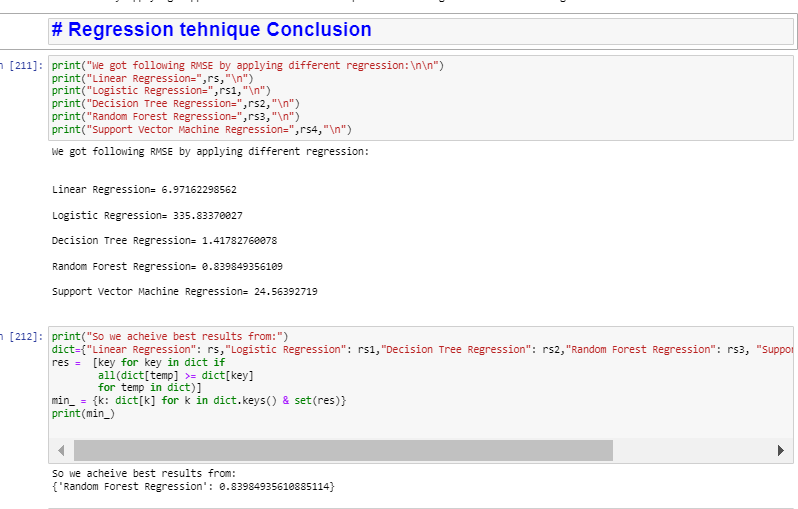 # Regression tehnique Conclusion
[211]: print("We got following RMSE by applying different regression:\n\n")
print("Linear Regression=",rs,"\n")
print("Logistic Regression=",rs1,"\n")
print("Decision Tree Regression=",rs2,"\n")
print("Random Forest Regression=",rs3,"\n")
print("Support Vector Machine Regression=",rs4,"\n")
We got following RMSE by applying different regression:
Linear Regression= 6.97162298562
Logistic Regression= 335.83370027
Decision Tree Regression= 1.41782760078
Random Forest Regression= 0.839849356109
Support Vector Machine Regression= 24.56392719
[212]: print("So we acheive best results from:")
dict={"Linear Regression": rs,"Logistic Regression": rs1,"Decision Tree Regression": rs2,"Random Forest Regression": rs3, "Suppor
res =  [key for key in dict if
all(dict[temp] >= dict[key]
for temp in dict)]
min_ = {k: dict[k] for k in dict.keys() & set(res)}
print(min_)
So we acheive best results from:
{'Random Forest Regression': 0.83984935610885114}